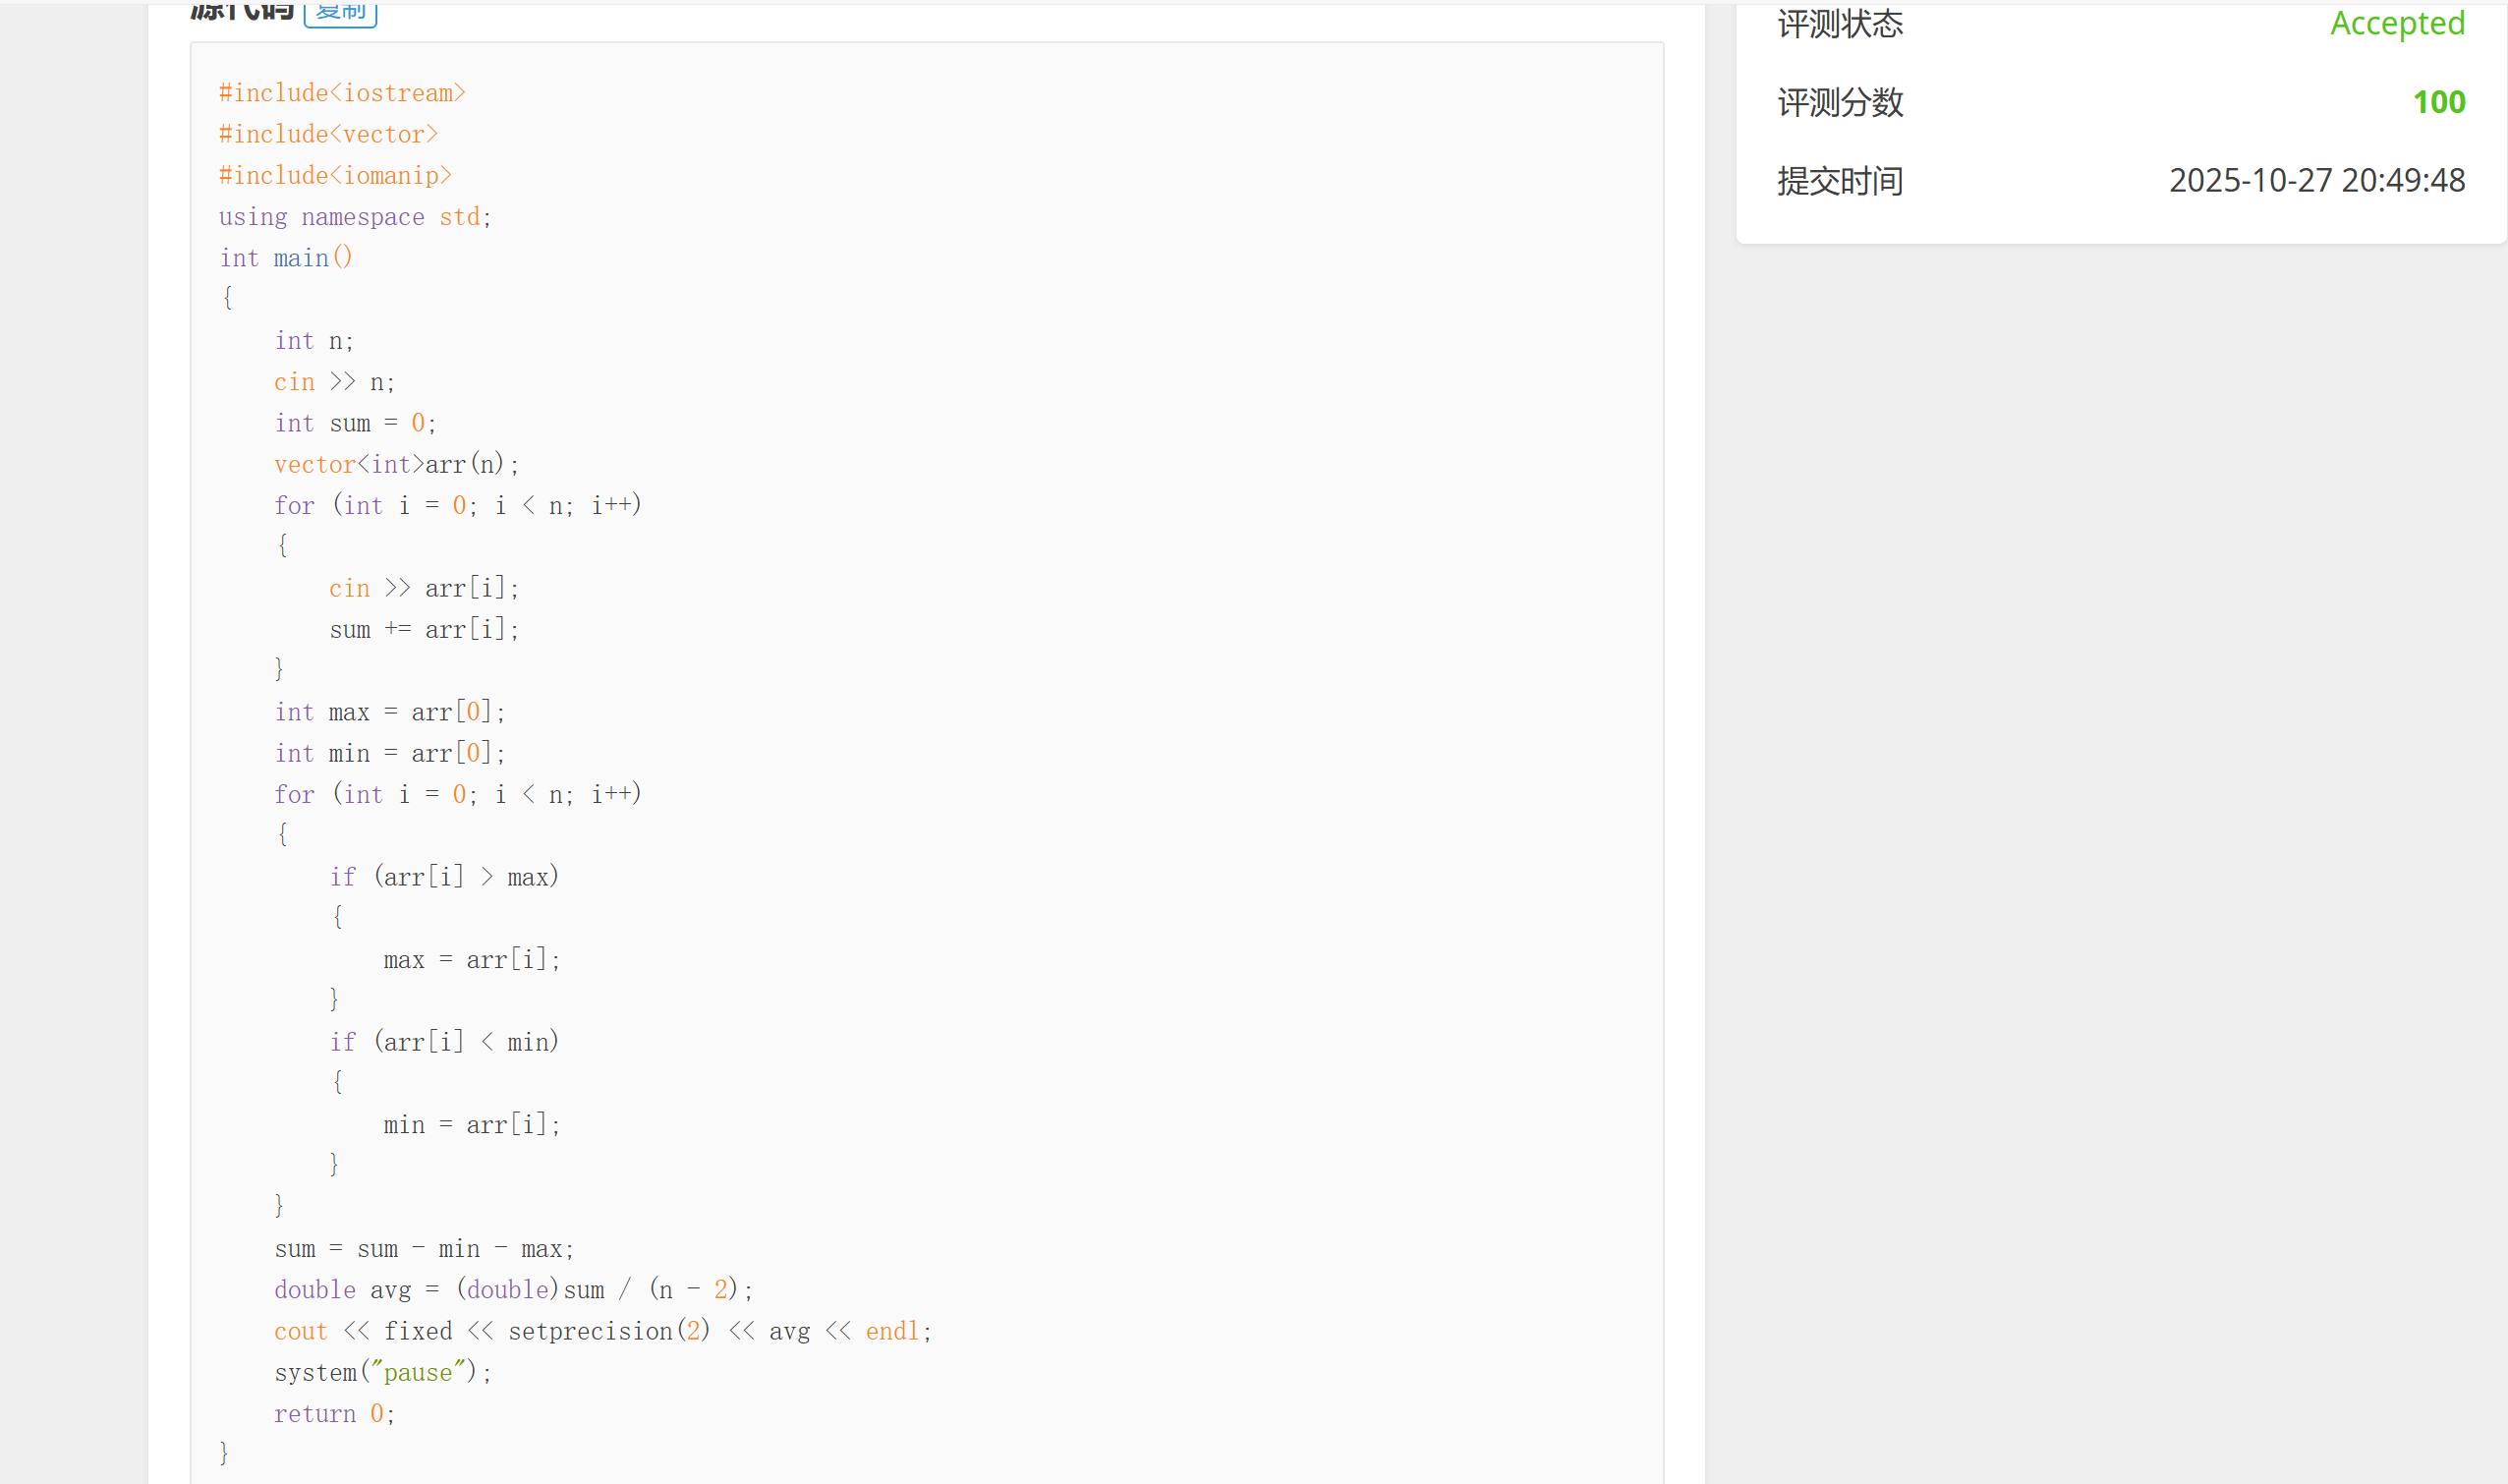 源代码 复制
#include<iostream>
#include<vector>
#include<iomanip>
using namespace std;
int main()
{
    int n;
    cin >> n;
    int sum = 0;
    vector<int>arr(n);
    for (int i = 0; i < n; i++)
    {
        cin >> arr[i];
        sum += arr[i];
    }
    int max = arr[0];
    int min = arr[0];
    for (int i = 0; i < n; i++)
    {
        if (arr[i] > max)
        {
            max = arr[i];
        }
        if (arr[i] < min)
        {
            min = arr[i];
        }
    }
    sum = sum - min - max;
    double avg = (double)sum / (n - 2);
    cout << fixed << setprecision(2) << avg << endl;
    system("pause");
    return 0;
}
评测状态 Accepted
评测分数 100
提交时间 2025-10-27 20:49:48